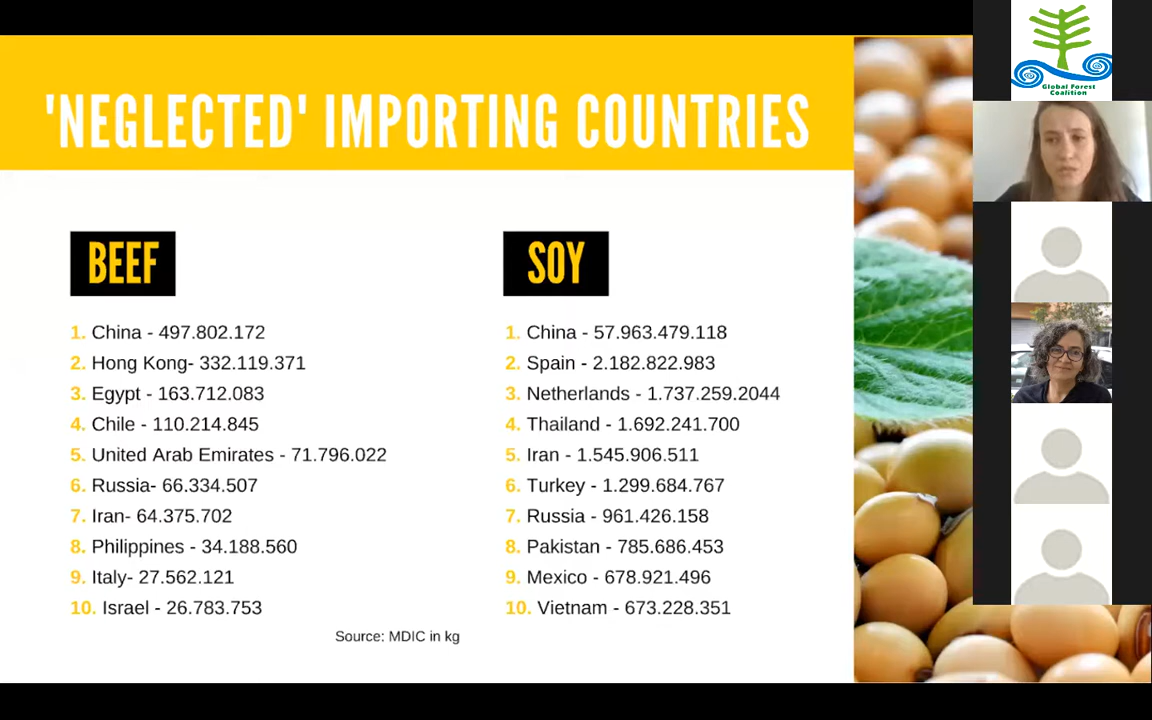 'NEGLECTED' IMPORTING COUNTRIES
BEEF
1. China - 497.802.172
2. Hong Kong- 332.119.371
3. Egypt - 163.712.083
4. Chile - 110.214.845
5. United Arab Emirates - 71.796.022
6. Russia- 66.334.507
7. Iran- 64.375.702
8. Philippines - 34.188.560
9. Italy- 27.562.121
10. Israel - 26.783.753
SOY
1. China - 57.963.479.118
2. Spain - 2.182.822.983
3. Netherlands - 1.737.259.2044
4. Thailand - 1.692.241.700
5. Iran - 1.545.906.511
6. Turkey - 1.299.684.767
7. Russia - 961.426.158
8. Pakistan - 785.686.453
9. Mexico - 678.921.496
10. Vietnam - 673.228.351
Source: MDIC in kg
Global Forest
Coalition